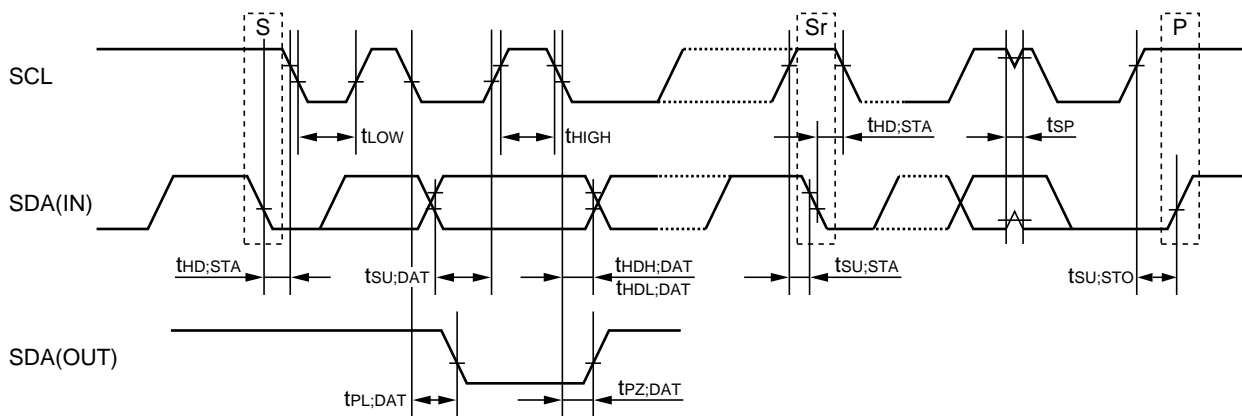 S Sr P
SCL
tLOW tHIGH tHD;STA tSP
SDA(IN)
tHD;STA tSU;DAT tHDH;DAT tSU;STA tSU;STO
tHDL;DAT
SDA(OUT)
tPL;DAT tPZ;DAT